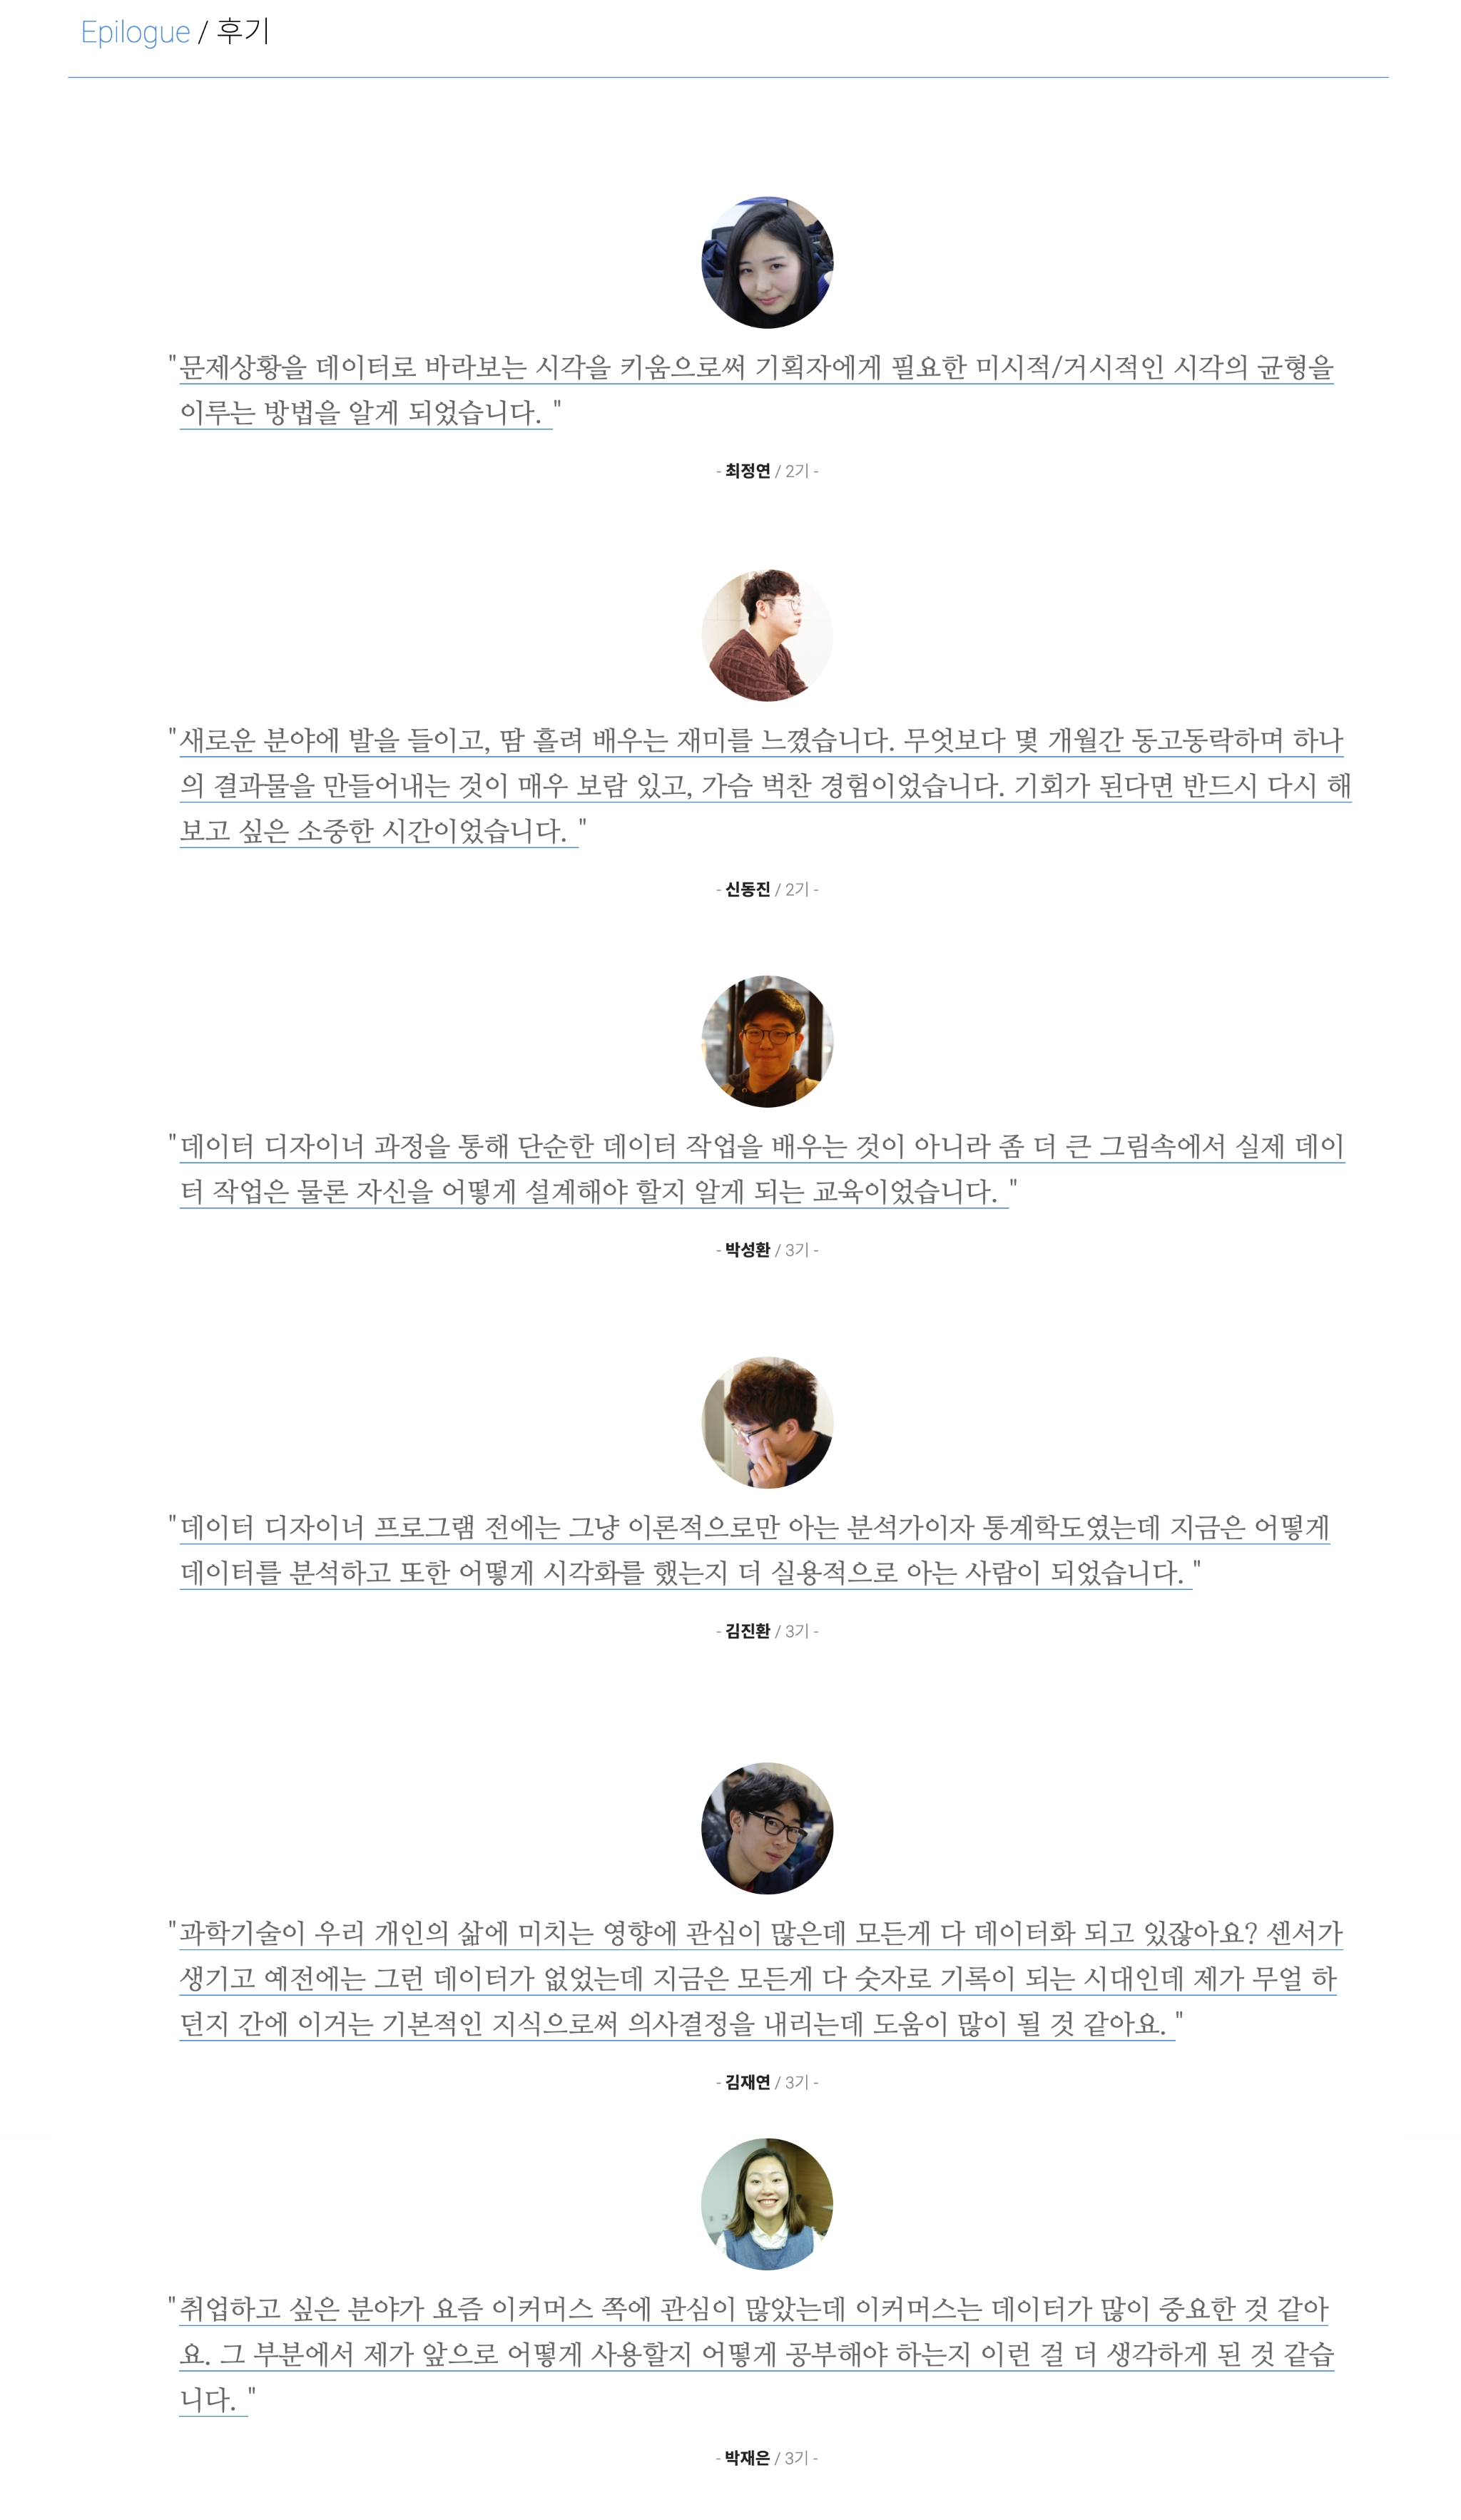 Epilogue / 후기
"문제상황을 데이터로 바라보는 시각을 키움으로써 기획자에게 필요한 미시적/거시적인 시각의 균형을
이루는 방법을 알게 되었습니다. "
- 최정연 / 2기 -
"새로운 분야에 발을 들이고, 땀 흘려 배우는 재미를 느꼈습니다. 무엇보다 몇 개월간 동고동락하며 하나
의 결과물을 만들어내는 것이 매우 보람 있고, 가슴 벅찬 경험이었습니다. 기회가 된다면 반드시 다시 해
보고 싶은 소중한 시간이었습니다. "
- 신동진 / 2기 -
"데이터 디자이너 과정을 통해 단순한 데이터 작업을 배우는 것이 아니라 좀 더 큰 그림속에서 실제 데이
터 작업은 물론 자신을 어떻게 설계해야 할지 알게 되는 교육이었습니다. "
- 박성환 / 3기 -
"데이터 디자이너 프로그램 전에는 그냥 이론적으로만 아는 분석가이자 통계학도였는데 지금은 어떻게
데이터를 분석하고 또한 어떻게 시각화를 했는지 더 실용적으로 아는 사람이 되었습니다. "
- 김진환 / 3기 -
"과학기술이 우리 개인의 삶에 미치는 영향에 관심이 많은데 모든게 다 데이터화 되고 있잖아요? 센서가
생기고 예전에는 그런 데이터가 없었는데 지금은 모든게 다 숫자로 기록이 되는 시대인데 제가 무얼 하
던지 간에 이거는 기본적인 지식으로써 의사결정을 내리는데 도움이 많이 될 것 같아요. "
- 김재연 / 3기 -
"취업하고 싶은 분야가 요즘 이커머스 쪽에 관심이 많았는데 이커머스는 데이터가 많이 중요한 것 같아
요. 그 부분에서 제가 앞으로 어떻게 사용할지 어떻게 공부해야 하는지 이런 걸 더 생각하게 된 것 같습
니다. "
- 박재은 / 3기 -